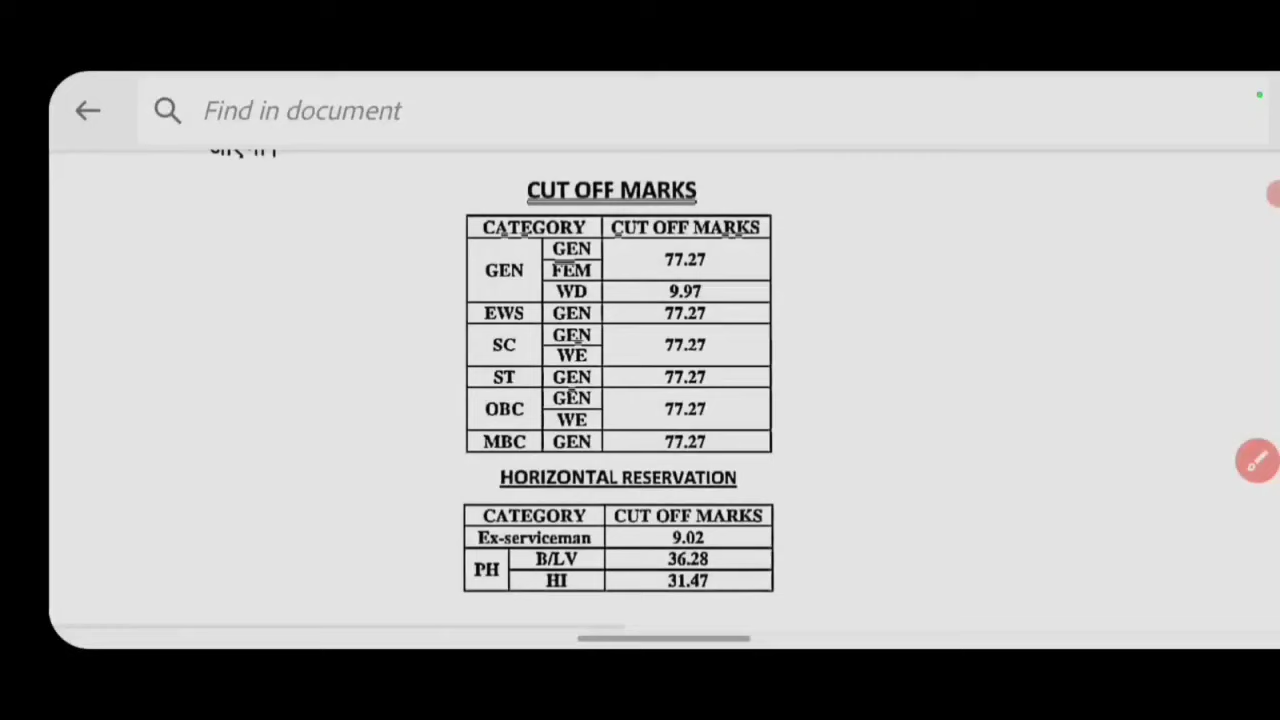 Find in document
CUT OFF MARKS
CATEGORY CUT OFF MARKS
GEN GEN 77.27
FEM
WD 9.97
EWS GEN 77.27
SC GEN 77.27
WE
ST GEN 77.27
OBC GEN 77.27
WE
MBC GEN 77.27
HORIZONTAL RESERVATION
CATEGORY CUT OFF MARKS
Ex-serviceman 9.02
PH B/LV 36.28
HI 31.47